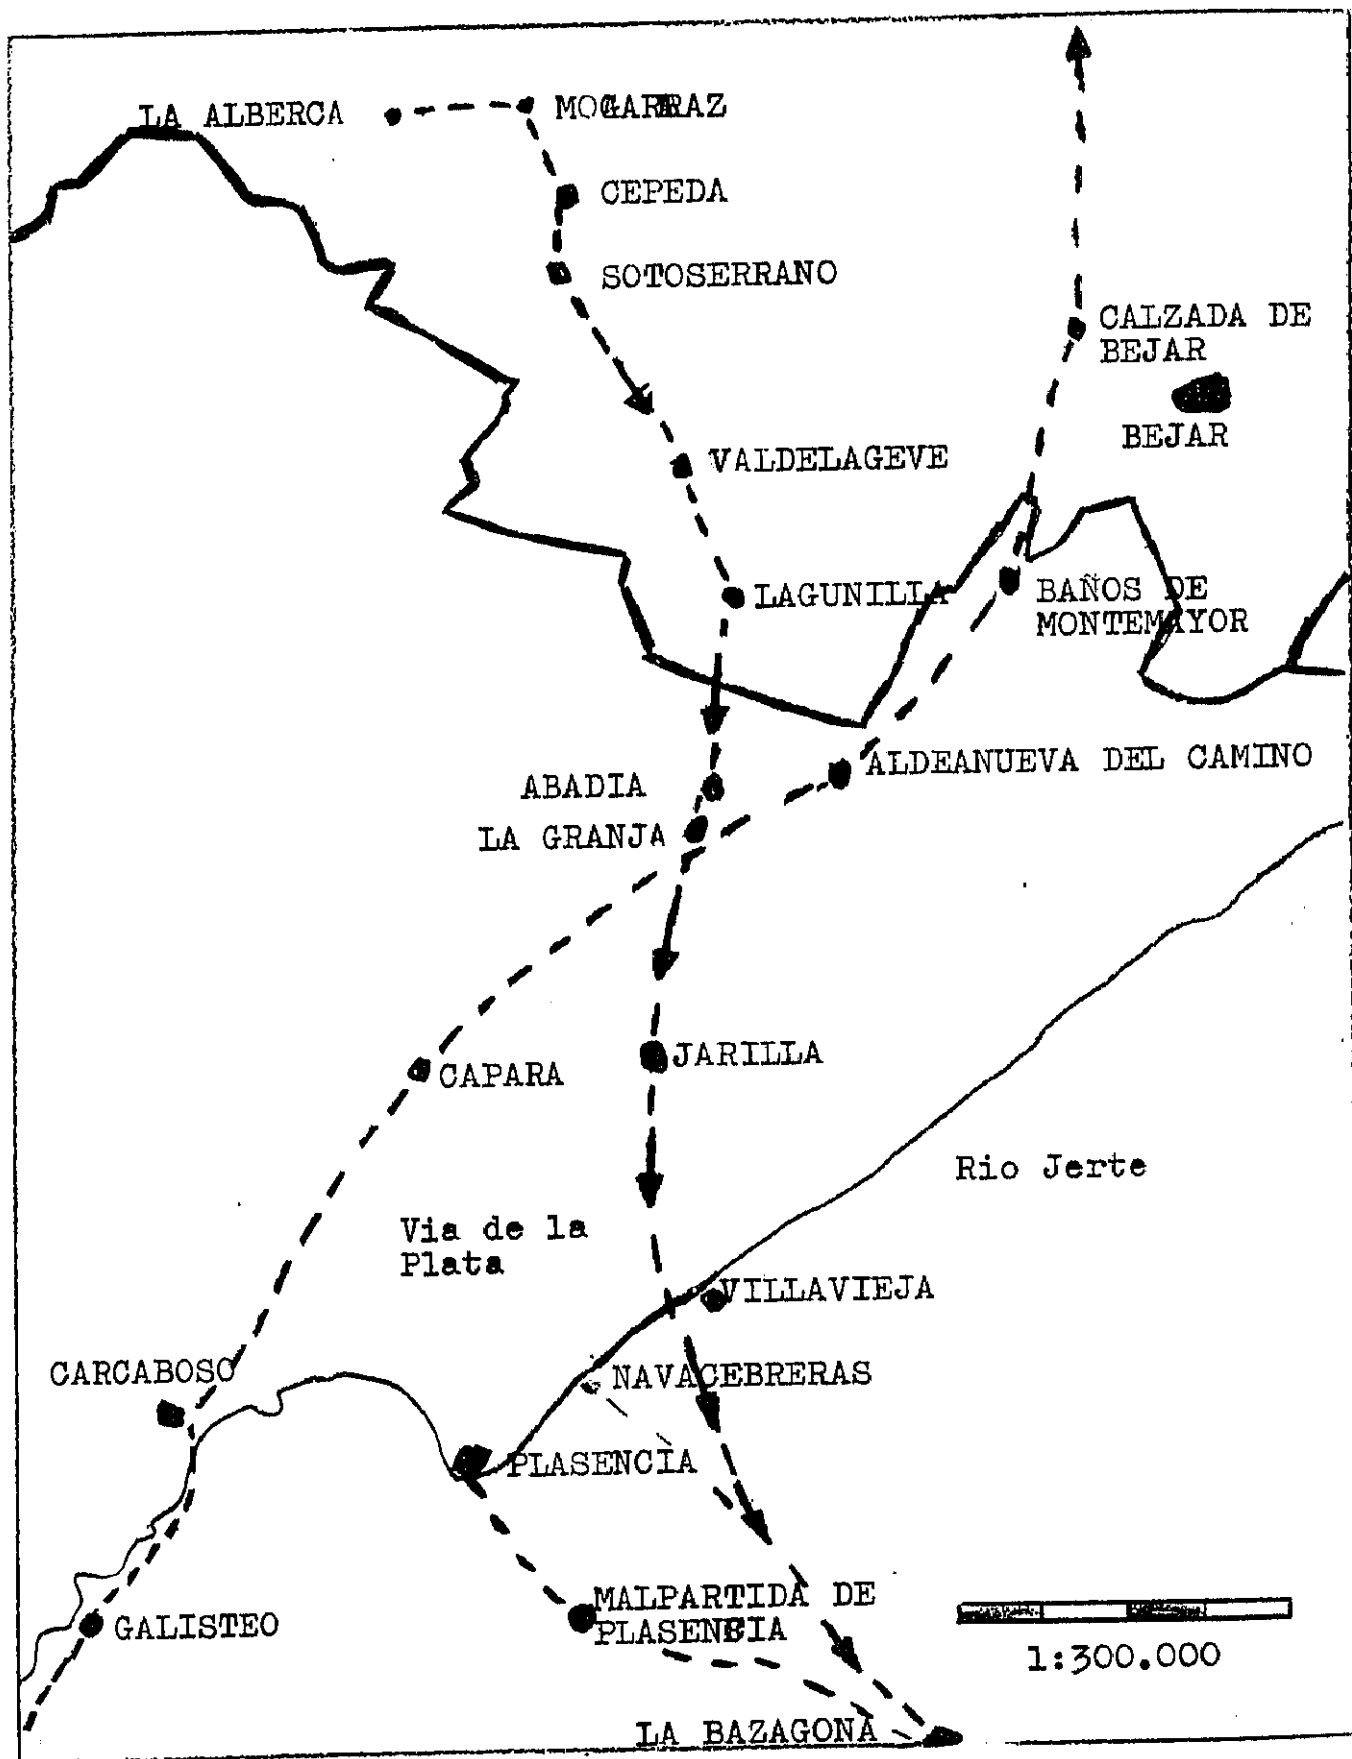 LA ALBERCA
MOGARRAZ
CEPEDA
SOTOSERRANO
CALZADA DE
BEJAR
BEJAR
VALDELAGEVE
LAGUNILLA
BAÑOS DE
MONTEMAYOR
ALDEANUEVA DEL CAMINO
ABADIA
LA GRANJA
CAPARA
JARILLA
Rio Jerte
Via de la
Plata
VILLAVIEJA
CARCABOSO
NAVACEBRERAS
PLASENCIA
MALPARTIDA DE
PLASENCIA
GALISTEO
1:300.000
LA BAZAGONA